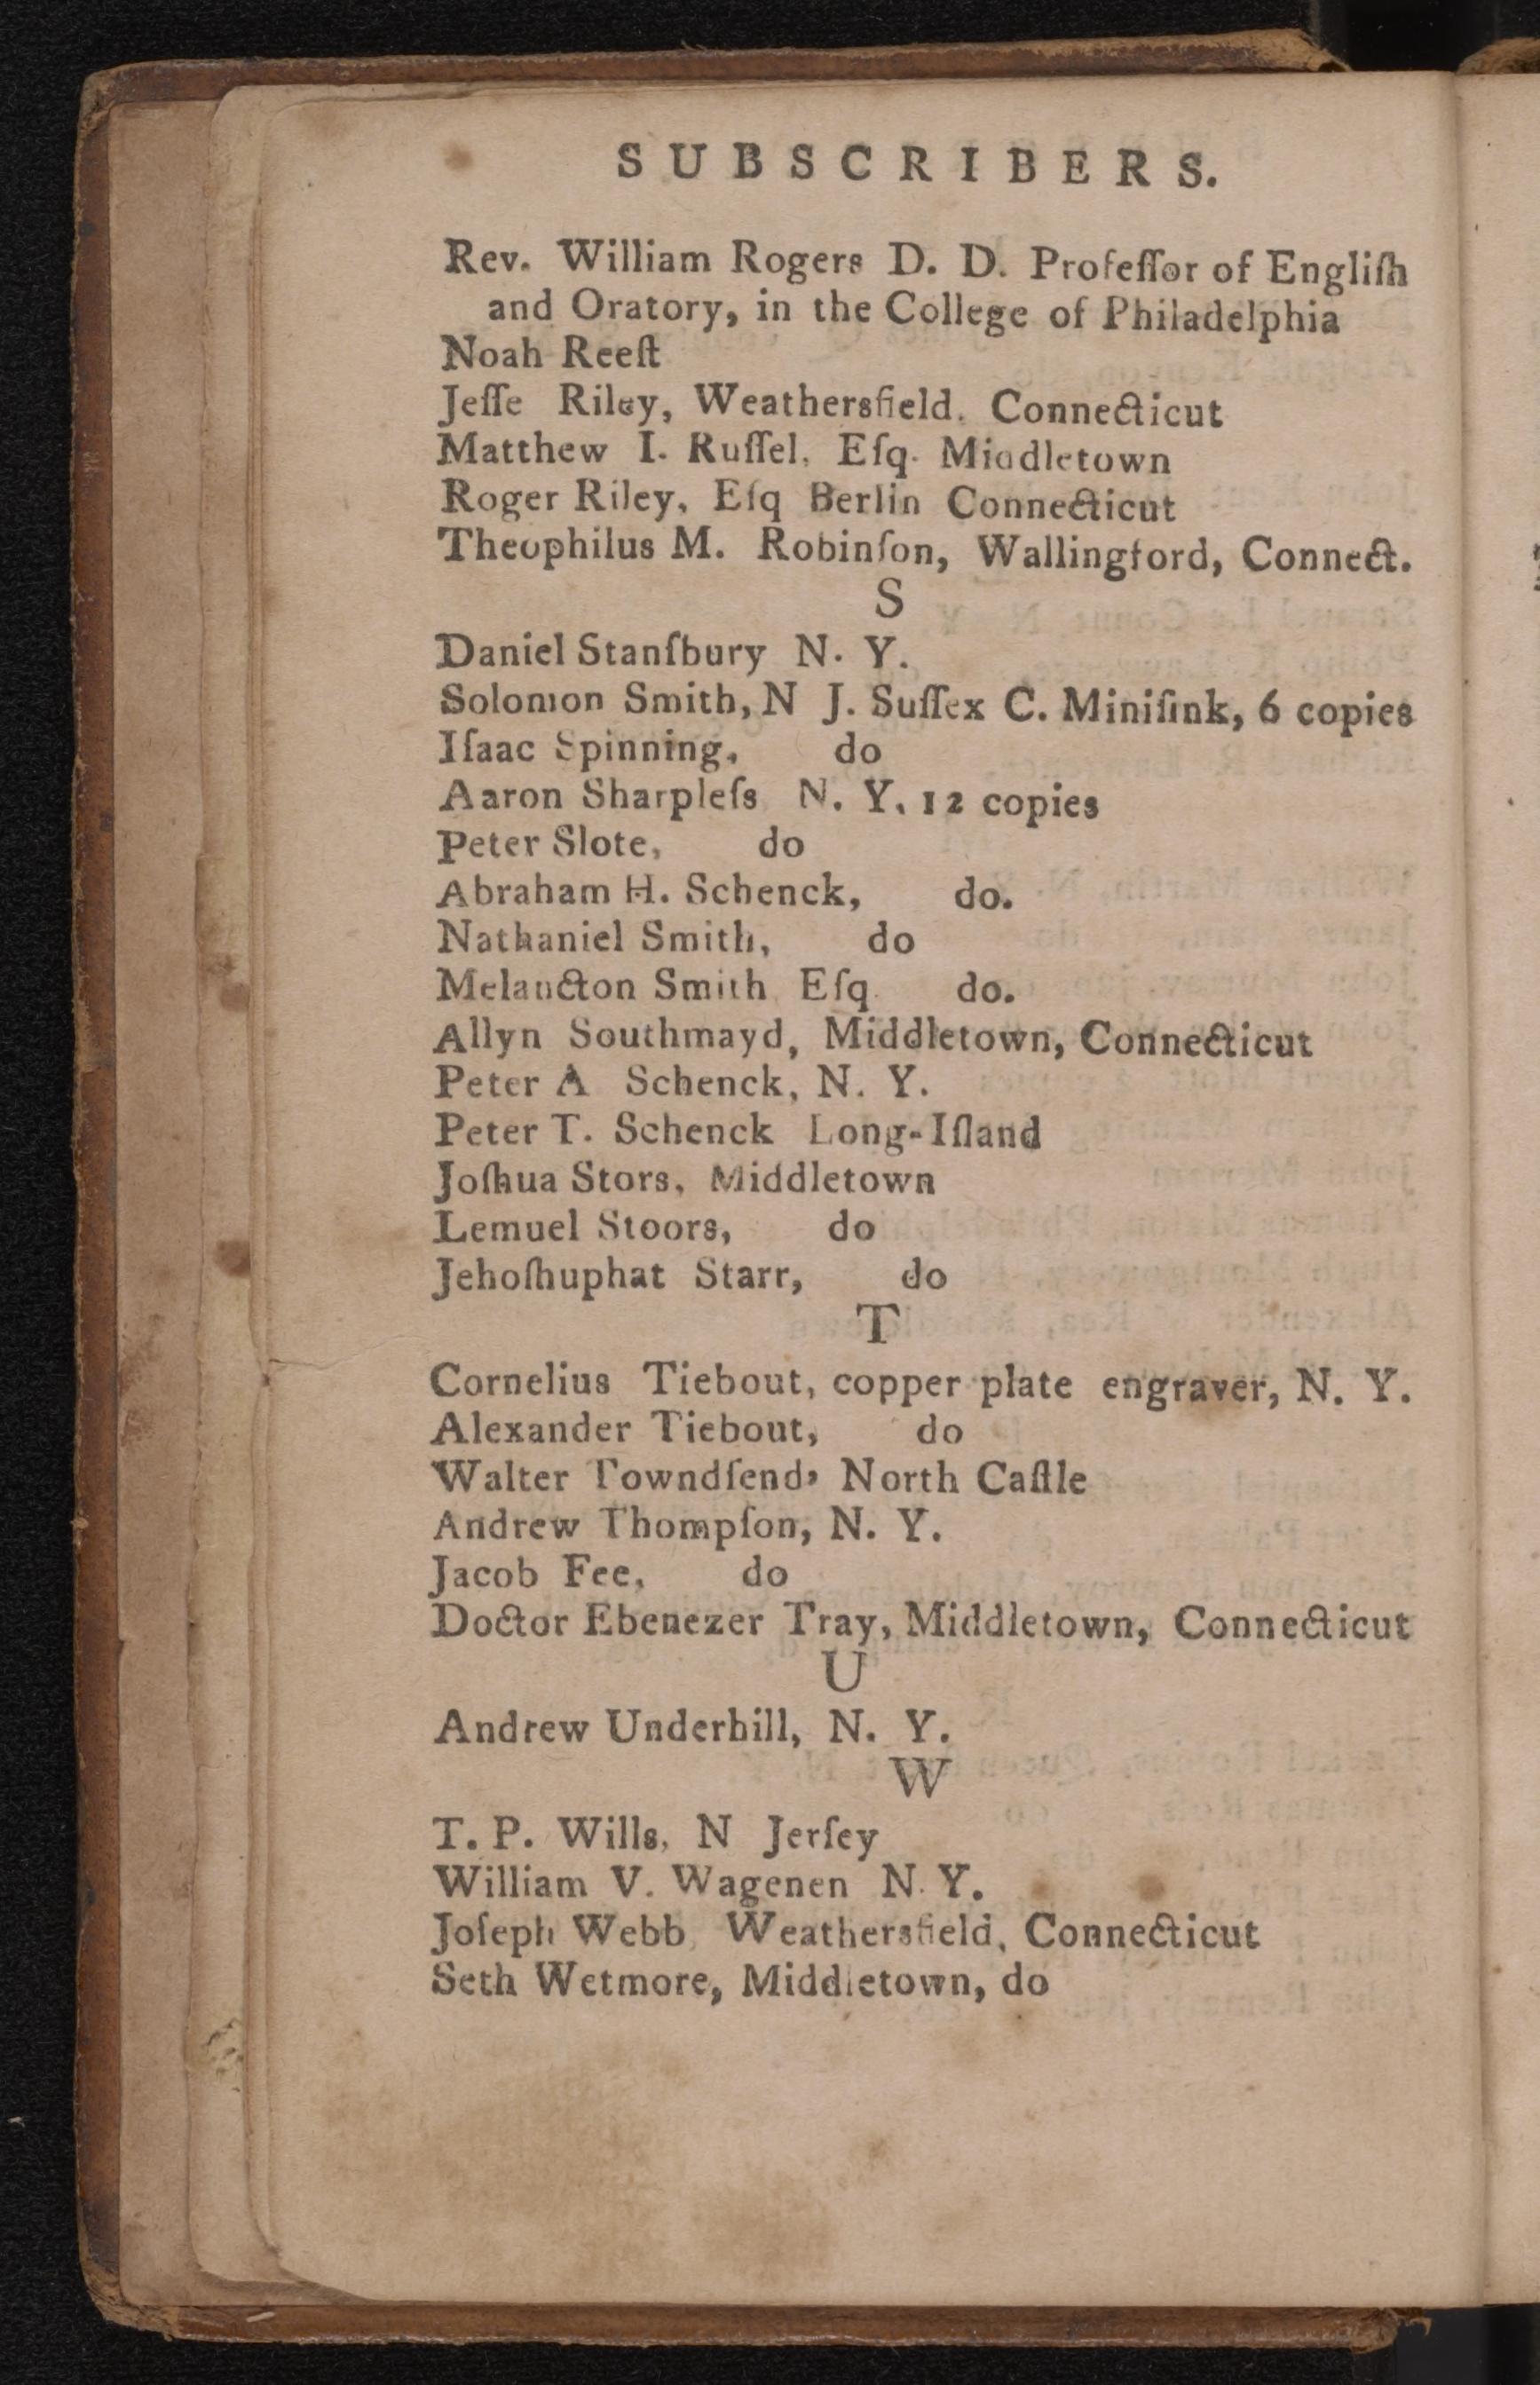 SUBSCRIBERS.
Rev. William Rogers D. D. Profeſſor of Engliſh
and Oratory, in the College of Philadelphia
Noah Reeſt
Jeſſe Riley, Weathersfield. Connecticut
Matthew I. Ruſſel, Eſq. Middletown
Roger Riley, Eſq Berlin Connecticut
Theophilus M. Robinſon, Wallingford, Connect.
S
Daniel Stanſbury N. Y.
Solomon Smith, N J. Suſſex C. Miniſink, 6 copies
Iſaac Spinning, do
Aaron Sharpleſs N. Y. 12 copies
Peter Slote, do
Abraham H. Schenck, do.
Nathaniel Smith, do
Melancton Smith Eſq do.
Allyn Southmayd, Middletown, Connecticut
Peter A Schenck, N. Y.
Peter T. Schenck Long-Iſland
Joſhua Stors, Middletown
Lemuel Stoors, do
Jehoſhuphat Starr, do
T
Cornelius Tiebout, copper plate engraver, N. Y.
Alexander Tiebout, do
Walter Towndſend, North Caſtle
Andrew Thompſon, N. Y.
Jacob Fee, do
Doctor Ebenezer Tray, Middletown, Connecticut
U
Andrew Underhill, N. Y.
W
T. P. Wills, N Jerſey
William V. Wagenen N. Y.
Joſeph Webb, Weathersfield, Connecticut
Seth Wetmore, Middletown, do